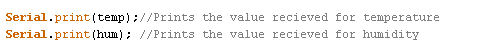 Serial.print(temp);//Prints the value recieved for temperature
Serial.print(hum); //Prints the value recieved for humidity